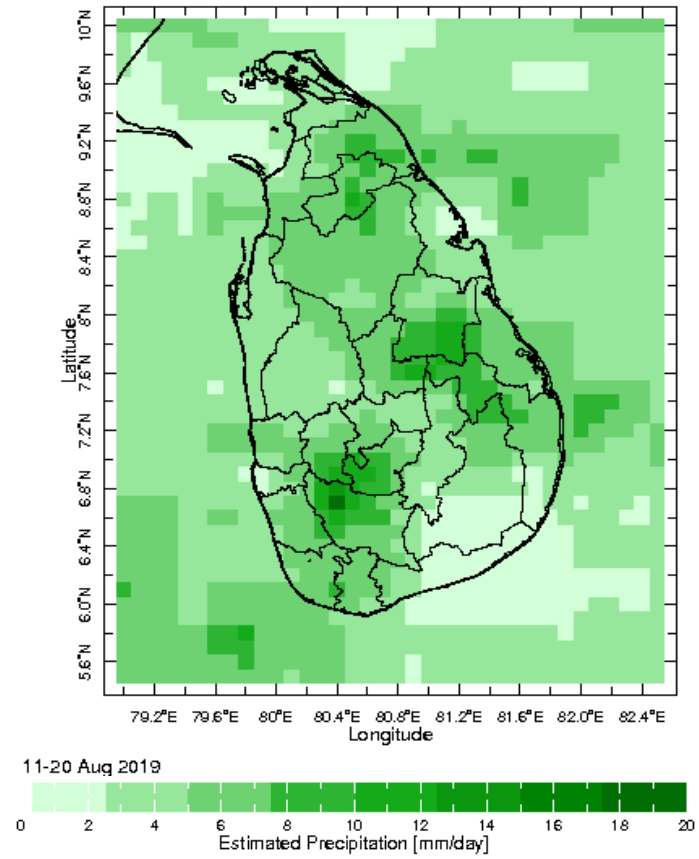 10°N
9.6°N
9.2°N
8.8°N
8.4°N
8°N
7.6°N
7.2°N
6.8°N
6.4°N
6.0°N
5.6°N
Latitude
79.2°E 79.6°E 80°E 80.4°E 80.8°E 81.2°E 81.6°E 82.0°E 82.4°E
Longitude
11-20 Aug 2019
0 2 4 6 8 10 12 14 16 18 20
Estimated Precipitation [mm/day]